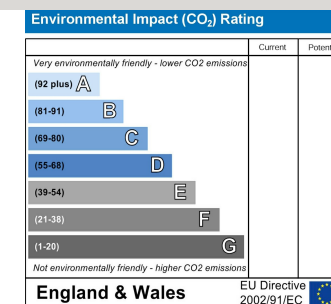 Environmental Impact (CO₂) Rating
Current Potent
Very environmentally friendly - lower CO2 emissions
(92 plus) A
(81-91) B
(69-80) C
(55-68) D
(39-54) E
(21-38) F
(1-20) G
Not environmentally friendly - higher CO2 emissions
England & Wales
EU Directive
2002/91/EC